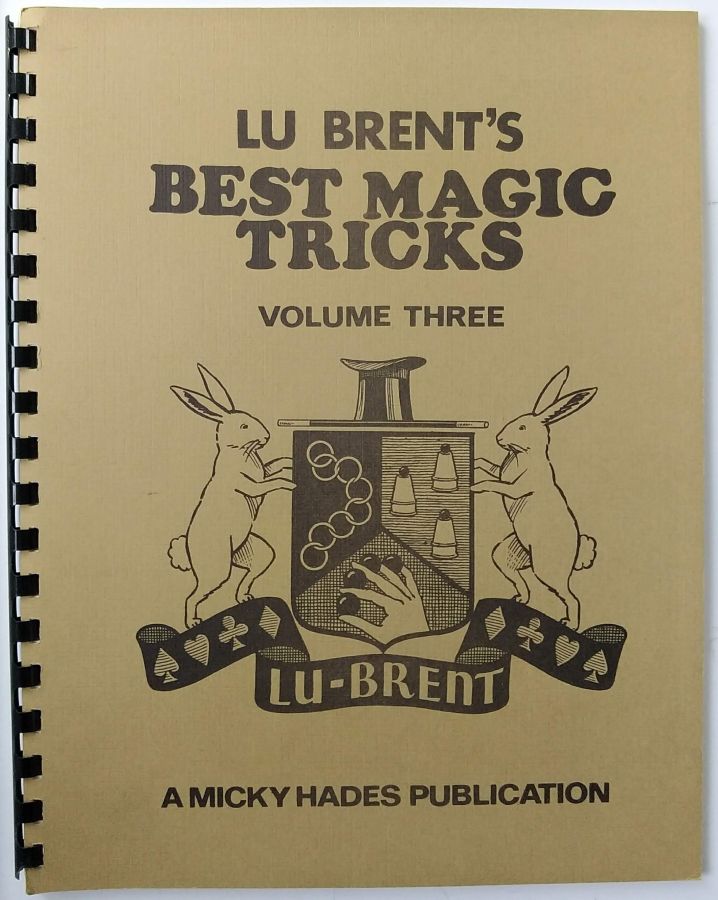 LU BRENT'S
BEST MAGIC
TRICKS
VOLUME THREE
LU-BRENT
A MICKY HADES PUBLICATION